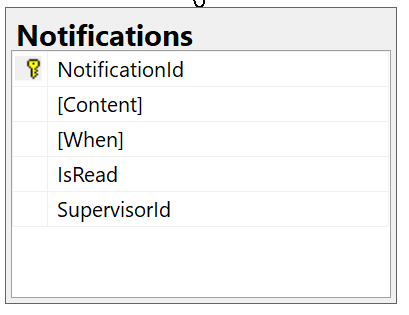 Notifications
NotificationId
[Content]
[When]
IsRead
SupervisorId